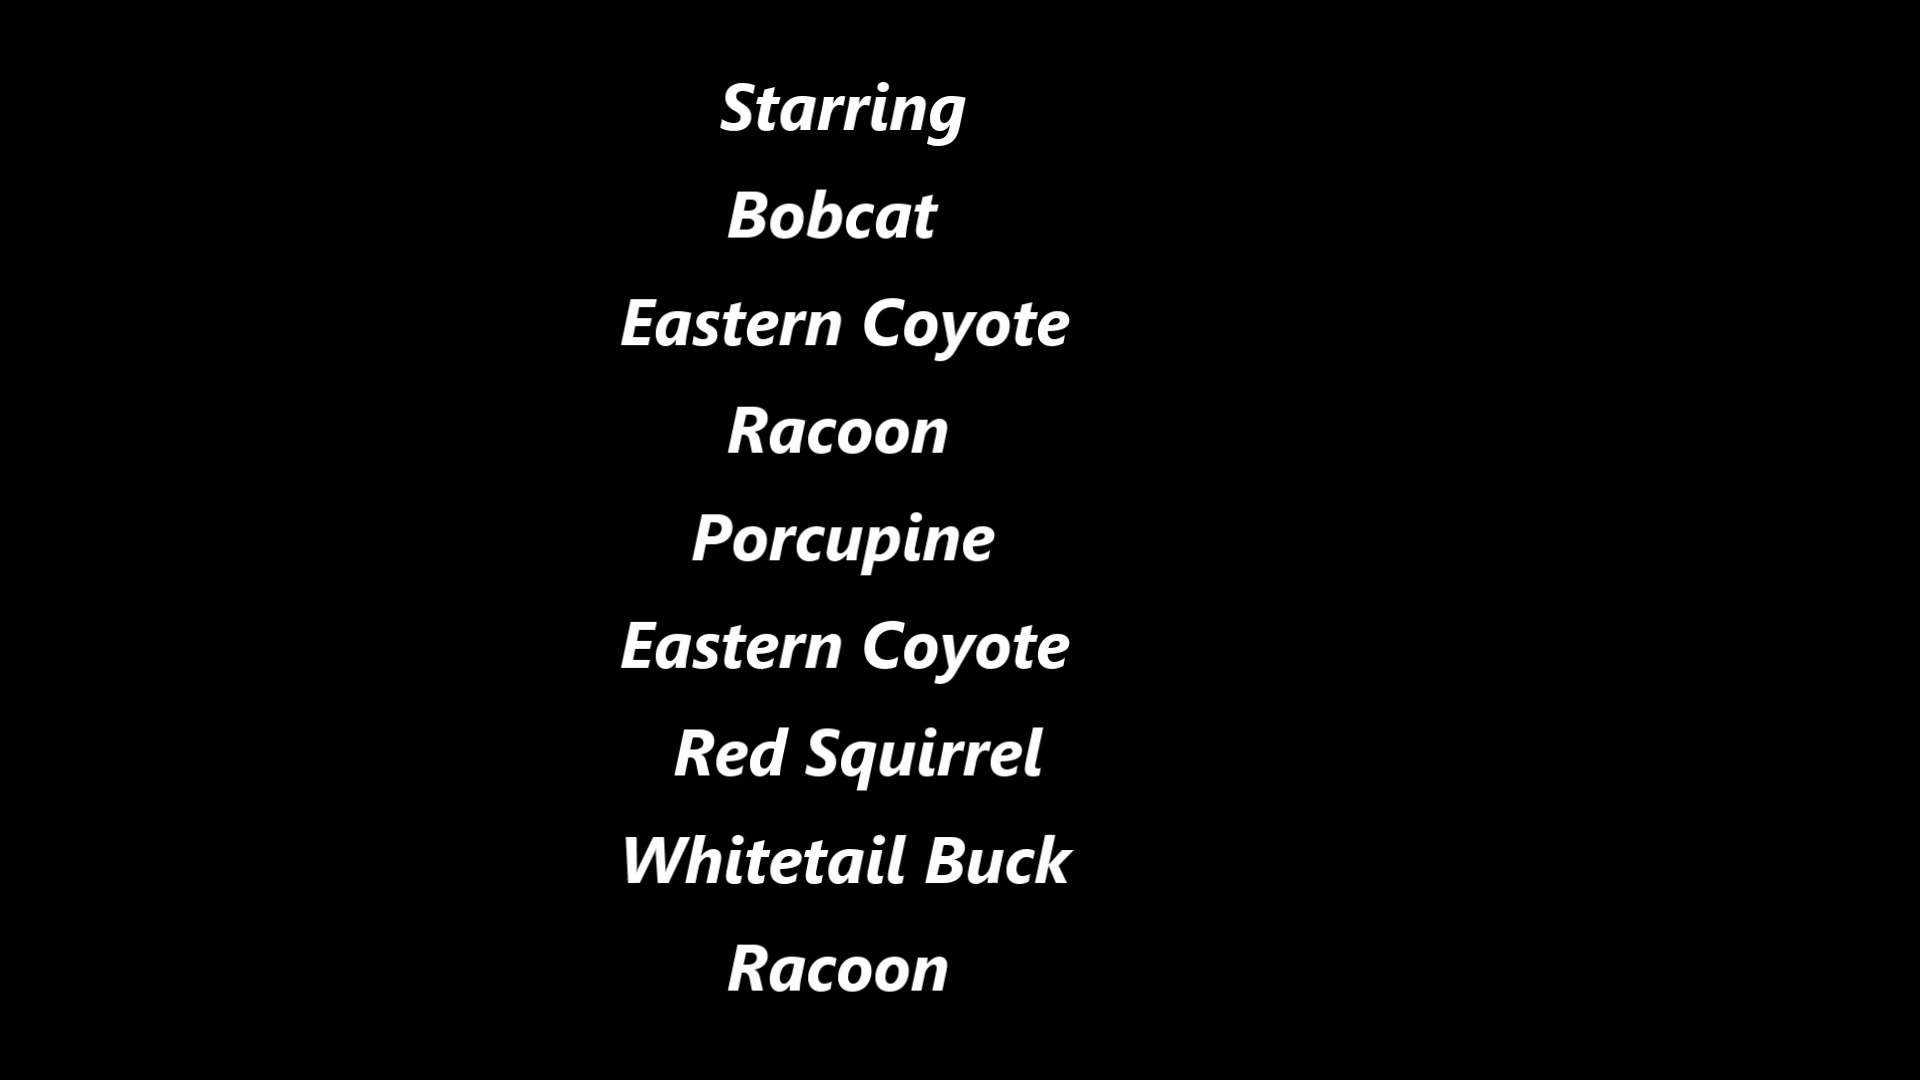 Starring
Bobcat
Eastern Coyote
Racoon
Porcupine
Eastern Coyote
Red Squirrel
Whitetail Buck
Racoon